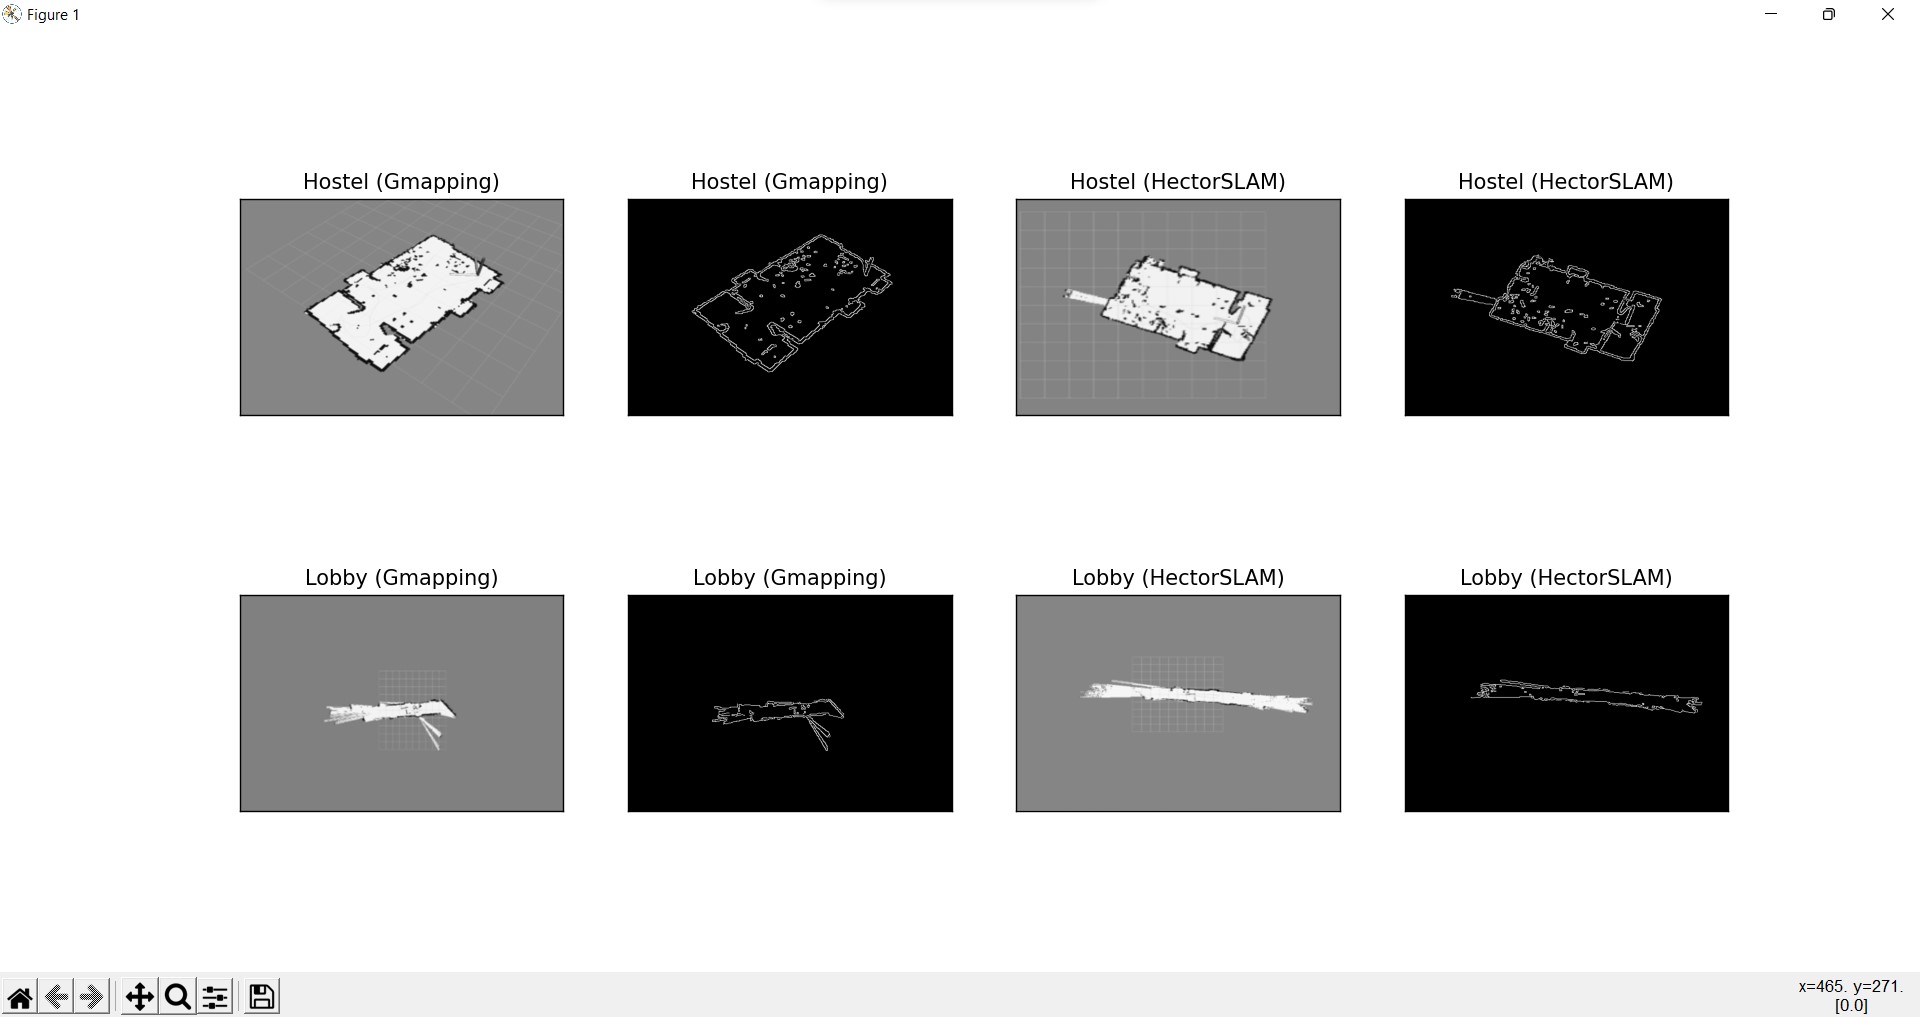 Figure 1
Hostel (Gmapping)
Hostel (Gmapping)
Hostel (HectorSLAM)
Hostel (HectorSLAM)
Lobby (Gmapping)
Lobby (Gmapping)
Lobby (HectorSLAM)
Lobby (HectorSLAM)
x=465. y=271.
[0.0]